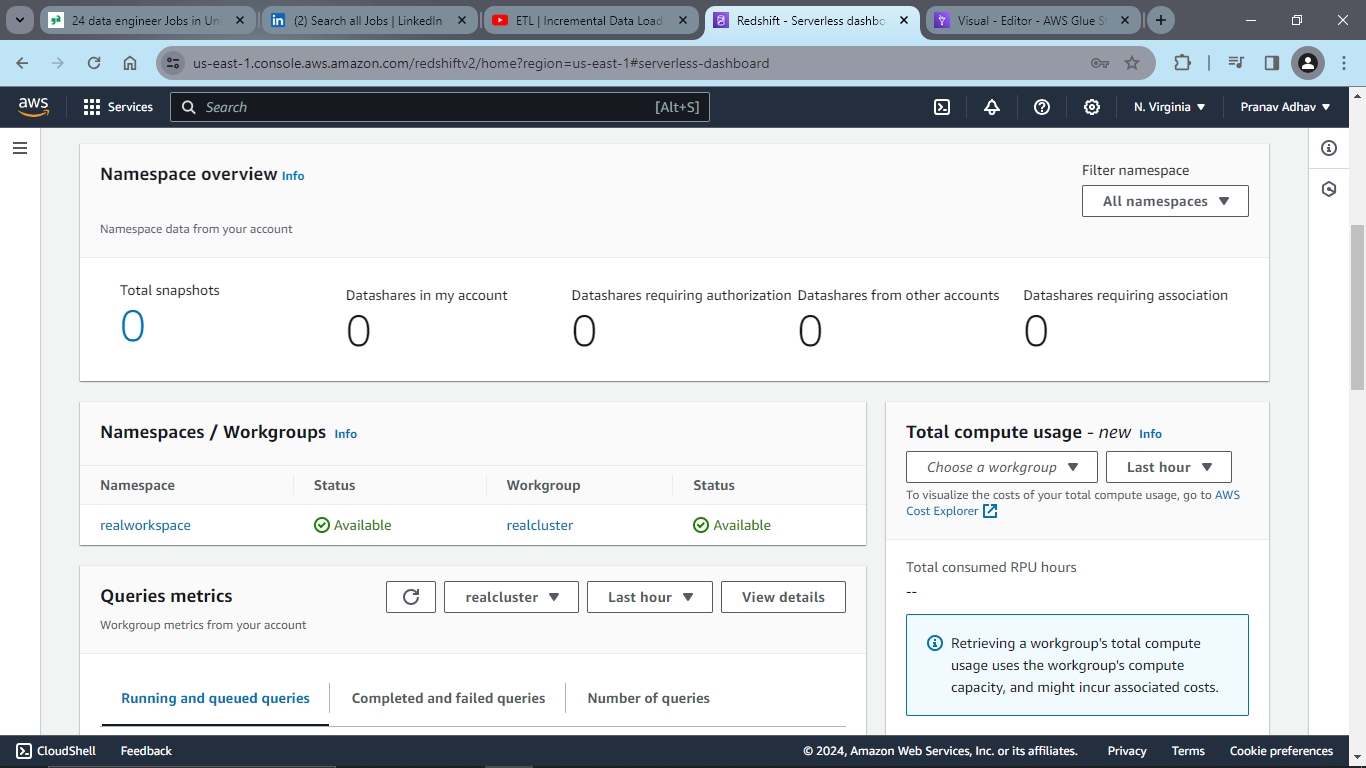 24 data engineer Jobs in Uni
(2) Search all Jobs | LinkedIn
ETL | Incremental Data Load
Redshift - Serverless dashbo
Visual - Editor - AWS Glue St
us-east-1.console.aws.amazon.com/redshiftv2/home?region=us-east-1#serverless-dashboard
aws
Services
Search
[Alt+S]
N. Virginia
Pranav Adhav
Namespace overview Info
Filter namespace
All namespaces
Namespace data from your account
Total snapshots
0
Datashares in my account
0
Datashares requiring authorization
0
Datashares from other accounts
0
Datashares requiring association
0
Namespaces / Workgroups Info
Namespace Status Workgroup Status
realworkspace Available realcluster Available
Total compute usage - new Info
Choose a workgroup
Last hour
To visualize the costs of your total compute usage, go to AWS
Cost Explorer
Total consumed RPU hours
--
Retrieving a workgroup's total compute
usage uses the workgroup's compute
capacity, and might incur associated costs.
Queries metrics
realcluster
Last hour
View details
Workgroup metrics from your account
Running and queued queries
Completed and failed queries
Number of queries
CloudShell
Feedback
© 2024, Amazon Web Services, Inc. or its affiliates.
Privacy
Terms
Cookie preferences